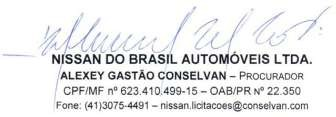 NISSAN DO BRASIL AUTOMÓVEIS LTDA.
ALEXEY GASTÃO CONSELVAN – PROCURADOR
CPF/MF nº 623.410.499-15 – OAB/PR Nº 22.350
Fone: (41)3075-4491 – nissan.licitacoes@conselvan.com